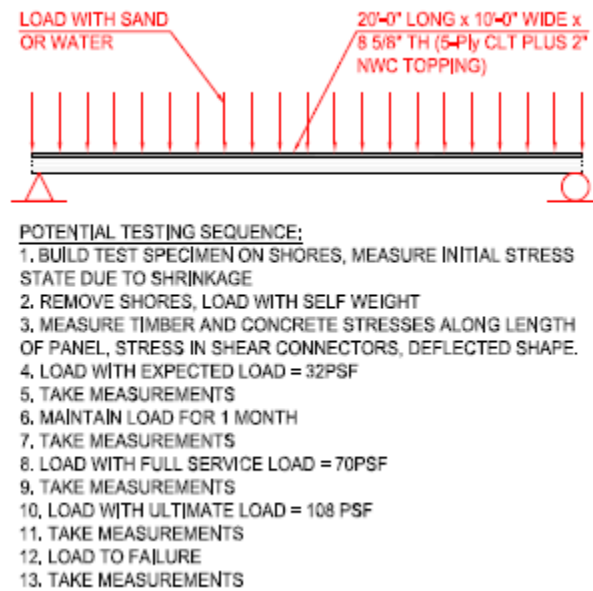 LOAD WITH SAND
OR WATER
20'-0" LONG x 10'-0" WIDE x
8 5/8" TH (5-Ply CLT PLUS 2"
NWC TOPPING)
POTENTIAL TESTING SEQUENCE:
1. BUILD TEST SPECIMEN ON SHORES, MEASURE INITIAL STRESS
STATE DUE TO SHRINKAGE
2. REMOVE SHORES, LOAD WITH SELF WEIGHT
3. MEASURE TIMBER AND CONCRETE STRESSES ALONG LENGTH
OF PANEL, STRESS IN SHEAR CONNECTORS, DEFLECTED SHAPE.
4. LOAD WITH EXPECTED LOAD = 32PSF
5. TAKE MEASUREMENTS
6. MAINTAIN LOAD FOR 1 MONTH
7. TAKE MEASUREMENTS
8. LOAD WITH FULL SERVICE LOAD = 70PSF
9. TAKE MEASUREMENTS
10. LOAD WITH ULTIMATE LOAD = 108 PSF
11. TAKE MEASUREMENTS
12. LOAD TO FAILURE
13. TAKE MEASUREMENTS